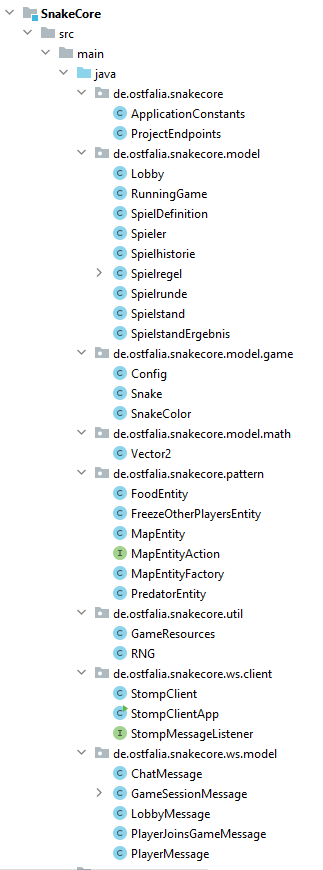 SnakeCore
src
main
java
de.ostfalia.snakecore
C ApplicationConstants
C ProjectEndpoints
de.ostfalia.snakecore.model
C Lobby
C RunningGame
C SpielDefinition
C Spieler
C Spielhistorie
C Spielregel
C Spielrunde
C Spielstand
C SpielstandErgebnis
de.ostfalia.snakecore.model.game
C Config
C Snake
C SnakeColor
de.ostfalia.snakecore.model.math
C Vector2
de.ostfalia.snakecore.pattern
C FoodEntity
C FreezeOtherPlayersEntity
C MapEntity
I MapEntityAction
C MapEntityFactory
C PredatorEntity
de.ostfalia.snakecore.util
C GameResources
C RNG
de.ostfalia.snakecore.ws.client
C StompClient
C StompClientApp
I StompMessageListener
de.ostfalia.snakecore.ws.model
C ChatMessage
C GameSessionMessage
C LobbyMessage
C PlayerJoinsGameMessage
C PlayerMessage